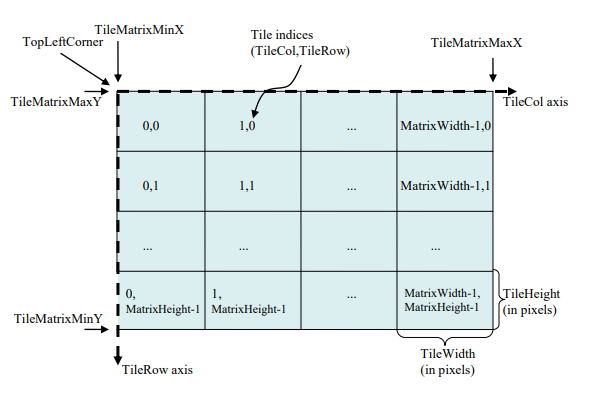 TileMatrixMinX
TopLeftCorner
Tile indices
(TileCol,TileRow)
TileMatrixMaxX
TileMatrixMaxY
TileCol axis
0,0
1,0
...
MatrixWidth-1,0
0,1
1,1
...
MatrixWidth-1,1
...
...
...
...
0,
MatrixHeight-1
1,
MatrixHeight-1
...
MatrixWidth-1,
MatrixHeight-1
TileHeight
(in pixels)
TileMatrixMinY
TileWidth
(in pixels)
TileRow axis